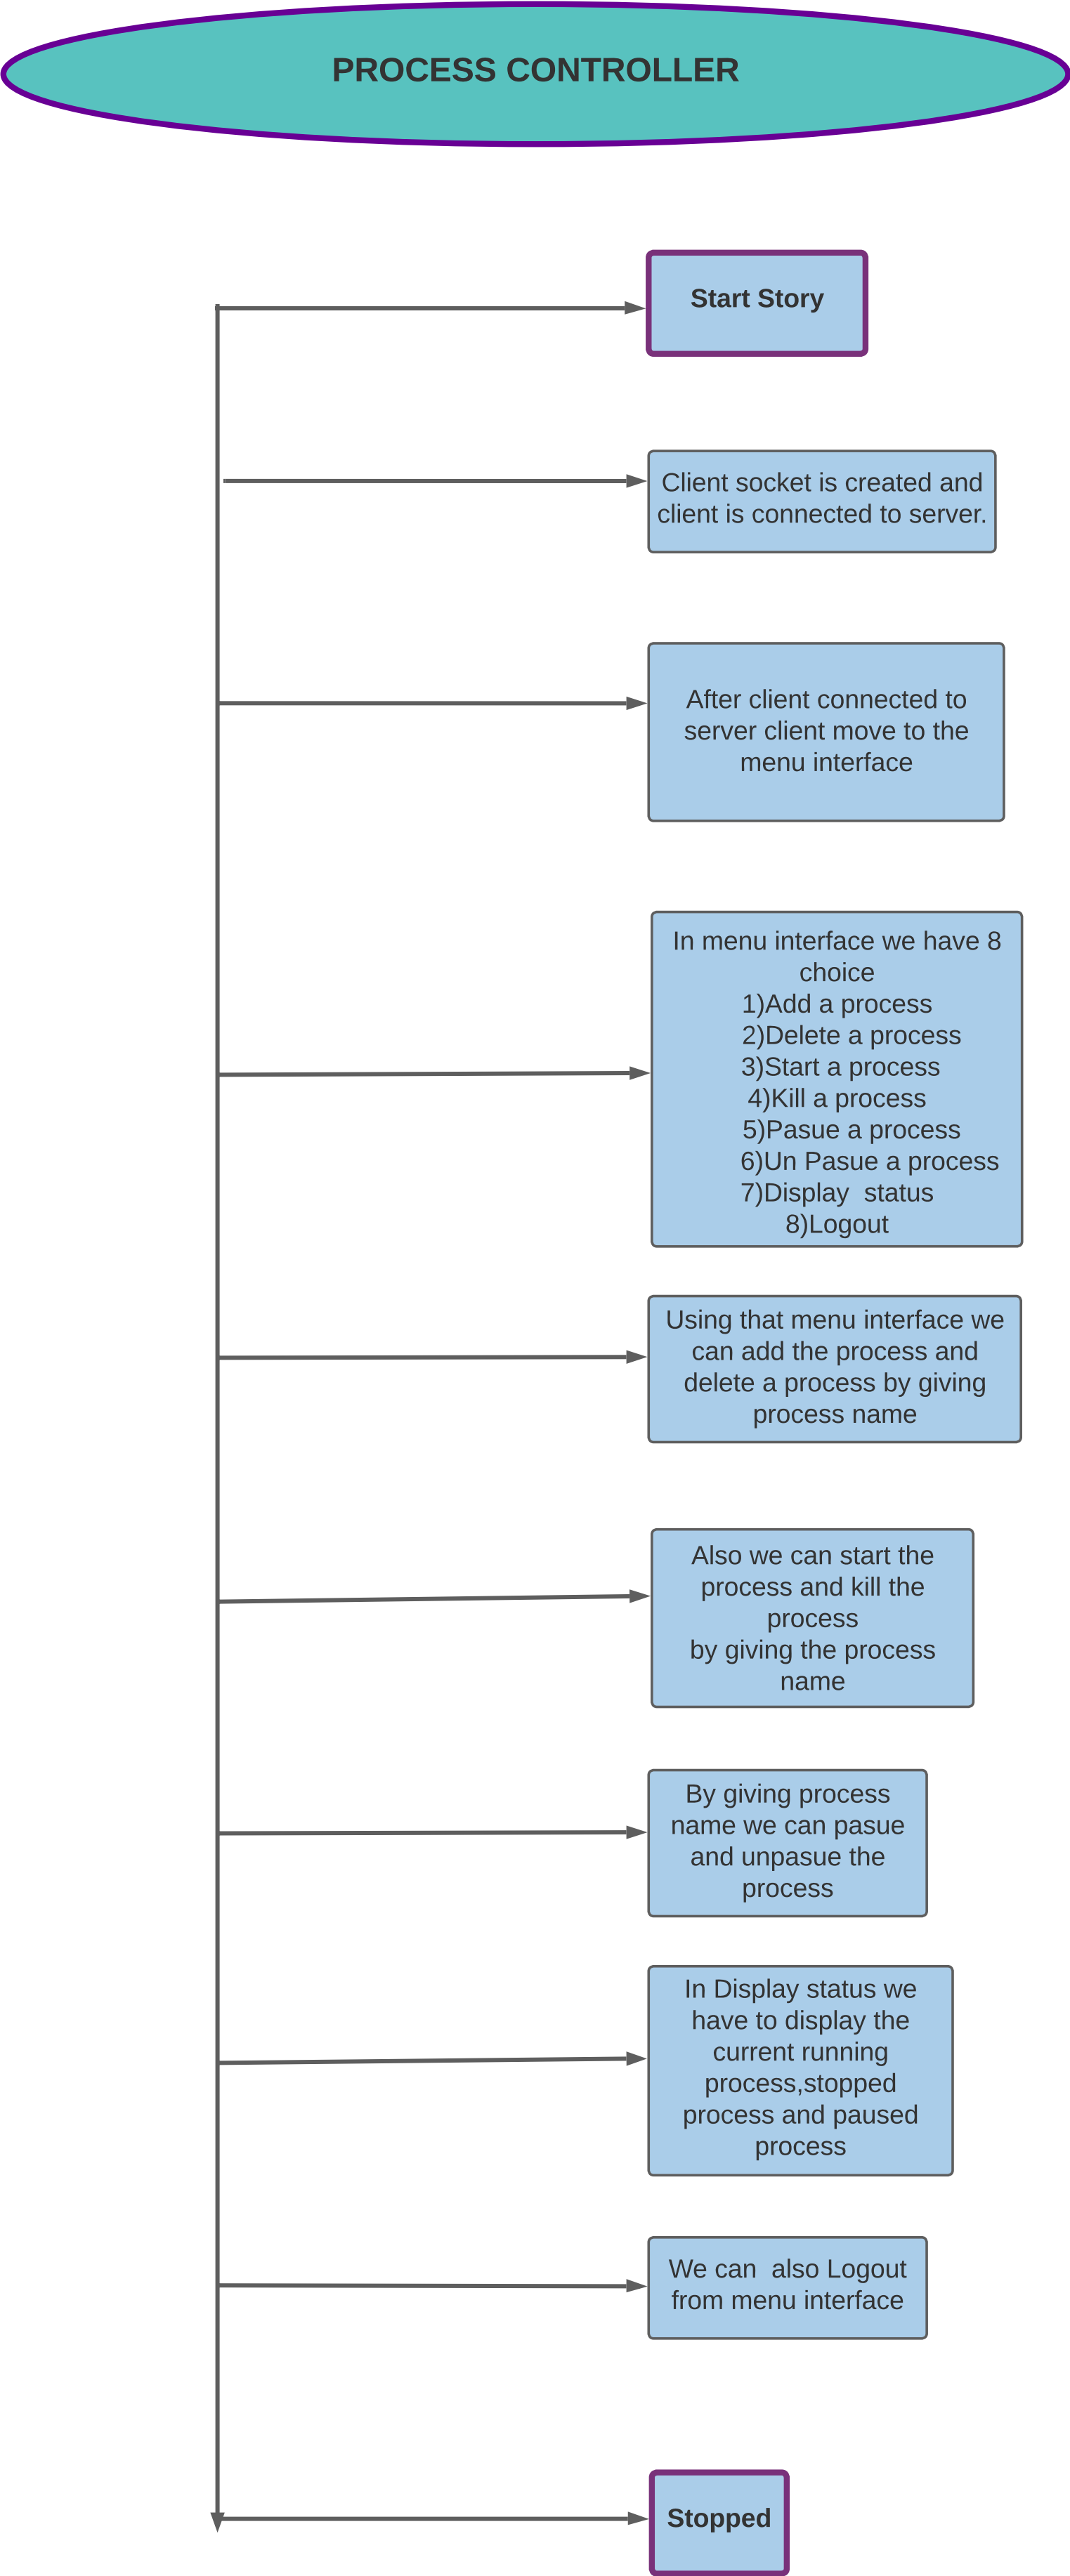 PROCESS CONTROLLER
Start Story
Client socket is created and
client is connected to server.
After client connected to
server client move to the
menu interface
In menu interface we have 8
choice
1)Add a process
2)Delete a process
3)Start a process
4)Kill a process
5)Pasue a process
6)Un Pasue a process
7)Display  status
8)Logout
Using that menu interface we
can add the process and
delete a process by giving
process name
Also we can start the
process and kill the
process
by giving the process
name
By giving process
name we can pasue
and unpasue the
process
In Display status we
have to display the
current running
process,stopped
process and paused
process
We can  also Logout
from menu interface
Stopped